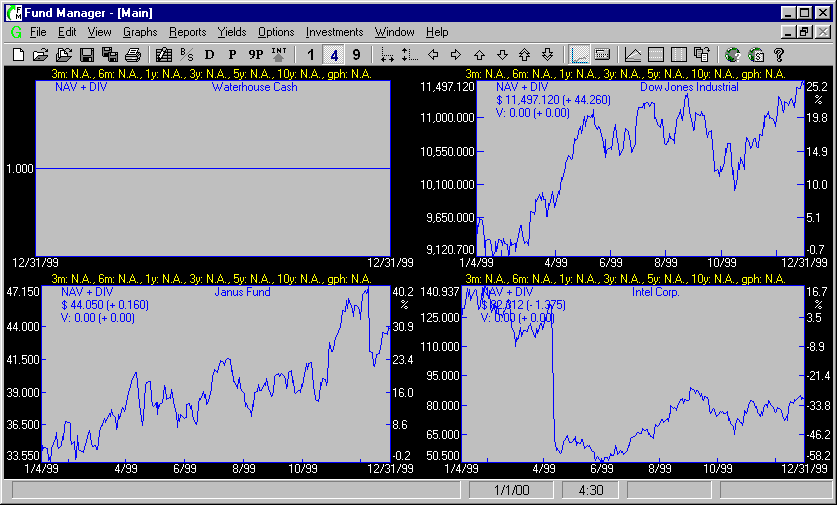 Fund Manager - [Main]
File Edit View Graphs Reports Yields Options Investments Window Help
B/S D P 9P INT 1 4 9
3m: N.A., 6m: N.A., 1y: N.A., 3y: N.A., 5y: N.A., 10y: N.A., gph: N.A.
NAV + DIV Waterhouse Cash
1.000
12/31/99 12/31/99
3m: N.A., 6m: N.A., 1y: N.A., 3y: N.A., 5y: N.A., 10y: N.A., gph: N.A.
11,497.120 NAV + DIV Dow Jones Industrial 25.2
$ 11,497.120 (+ 44.260) %
V: 0.00 (+ 0.00)
11,000.000 19.8
10,550.000 14.9
10,100.000 10.0
9,650.000 5.1
9,120.700 -0.7
1/4/99 4/99 6/99 8/99 10/99 12/31/99
3m: N.A., 6m: N.A., 1y: N.A., 3y: N.A., 5y: N.A., 10y: N.A., gph: N.A.
47.150 NAV + DIV Janus Fund 40.2
$ 44.050 (+ 0.160) %
V: 0.00 (+ 0.00)
44.000 30.9
41.500 23.4
39.000 16.0
36.500 8.6
33.550 -0.2
1/4/99 4/99 6/99 8/99 10/99 12/31/99
3m: N.A., 6m: N.A., 1y: N.A., 3y: N.A., 5y: N.A., 10y: N.A., gph: N.A.
140.937 NAV + DIV Intel Corp. 16.7
$ 82.312 (- 1.375) %
V: 0.00 (+ 0.00)
125.000 3.5
110.000 -8.9
95.000 -21.4
80.000 -33.8
65.000 -46.2
50.500 -58.2
1/4/99 4/99 6/99 8/99 10/99 12/31/99
1/1/00 4:30